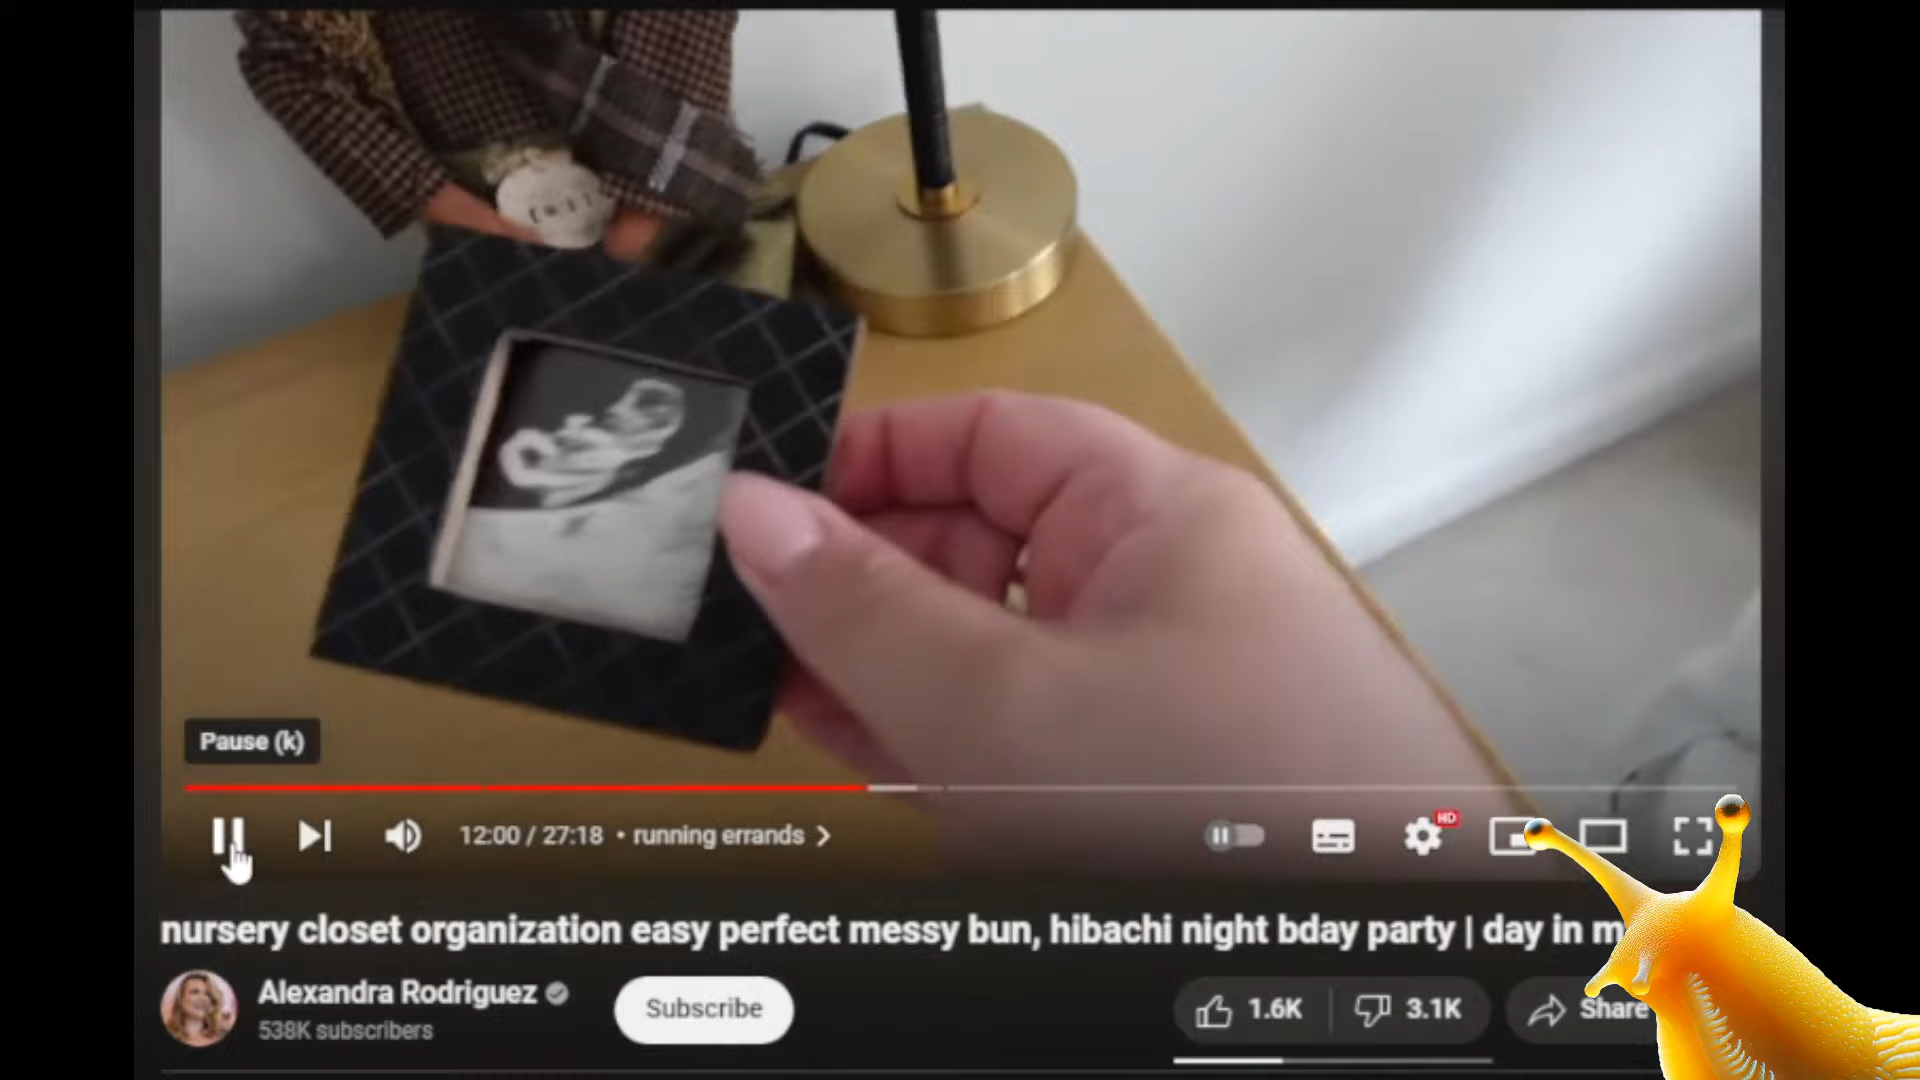 Pause (k)
12:00 / 27:18 • running errands
HD
nursery closet organization easy perfect messy bun, hibachi night bday party | day in m
Alexandra Rodriguez
538K subscribers
Subscribe
1.6K
3.1K
Share